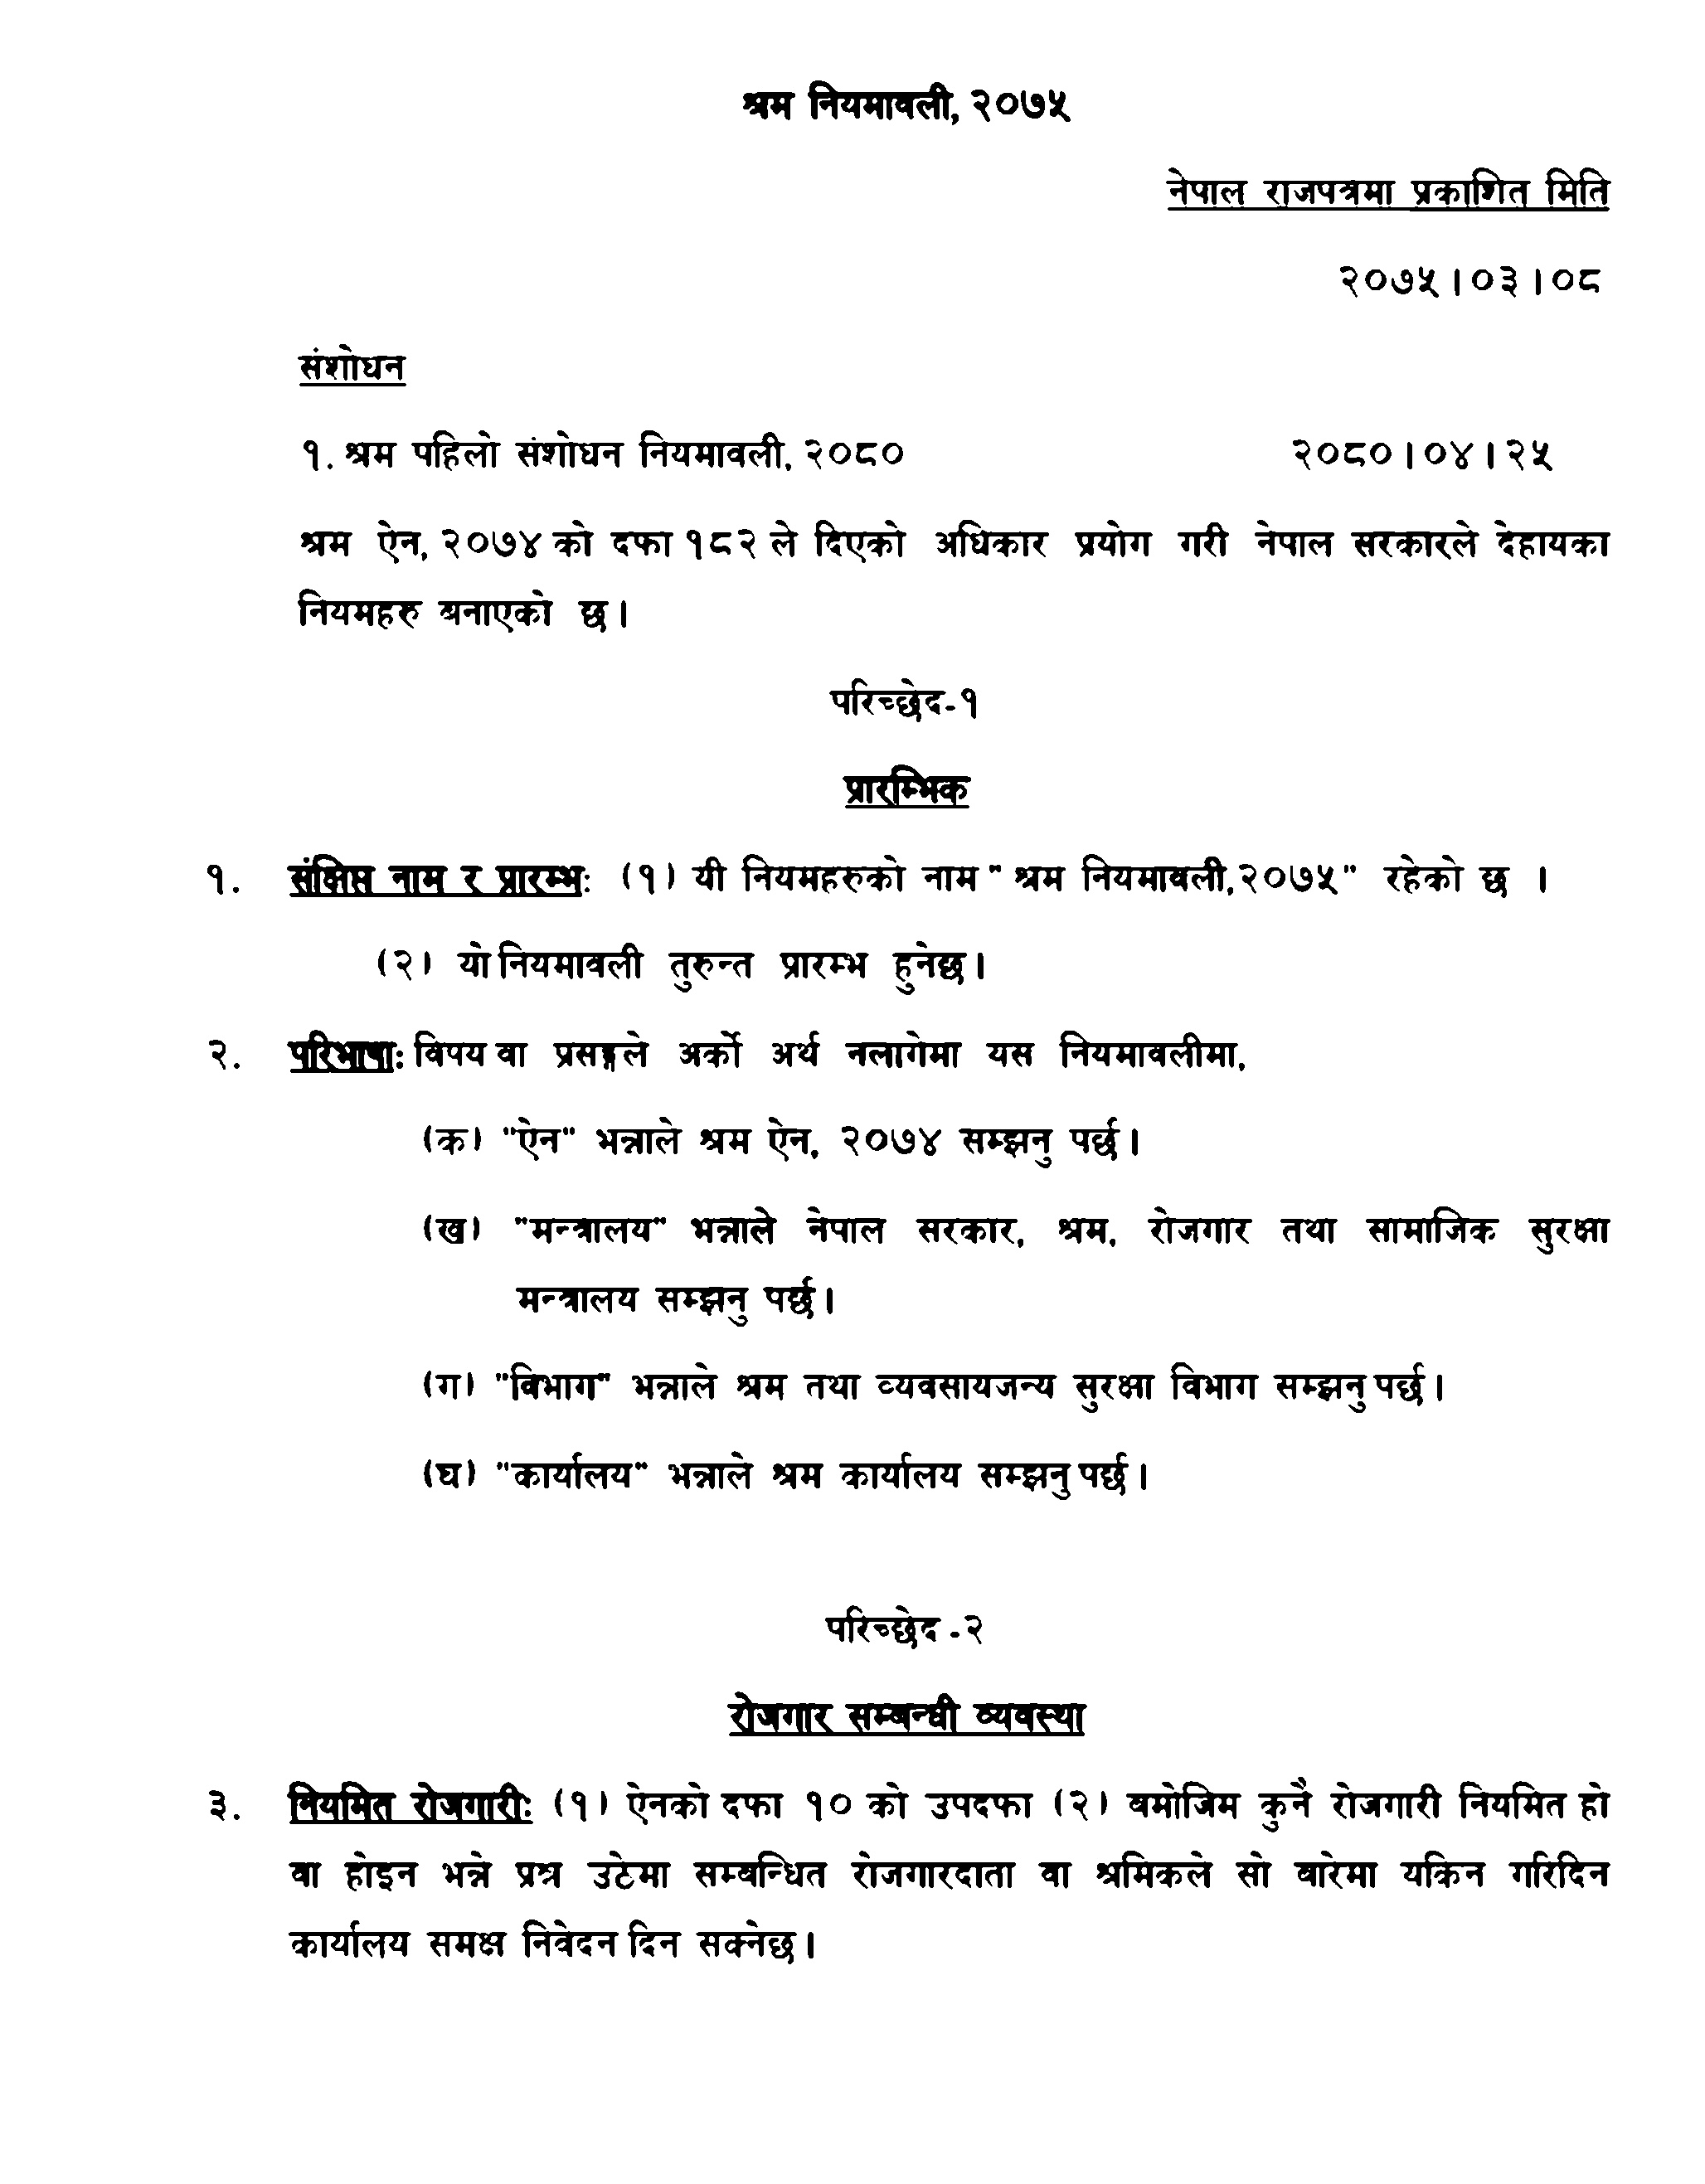 श्रम नियमावली, २०७५
नेपाल राजपत्रमा प्रकाशित मिति
२०७५।०३।०८
संशोधन
१. श्रम पहिलो संशोधन नियमावली, २०८० २०८०।०४।२५
श्रम ऐन, २०७४ को दफा १८२ ले दिएको अधिकार प्रयोग गरी नेपाल सरकारले देहायका
नियमहरु बनाएको छ।
परिच्छेद-१
प्रारम्भिक
१. संक्षिप्त नाम र प्रारम्भ: (१) यी नियमहरुको नाम " श्रम नियमावली,२०७५" रहेको छ ।
(२) यो नियमावली तुरुन्त प्रारम्भ हुनेछ।
२. परिभाषा: विषय वा प्रसङ्गले अर्को अर्थ नलागेमा यस नियमावलीमा,
(क) "ऐन" भन्नाले श्रम ऐन, २०७४ सम्झनु पर्छ।
(ख) "मन्त्रालय" भन्नाले नेपाल सरकार, श्रम, रोजगार तथा सामाजिक सुरक्षा
मन्त्रालय सम्झनु पर्छ।
(ग) "विभाग" भन्नाले श्रम तथा व्यवसायजन्य सुरक्षा विभाग सम्झनु पर्छ।
(घ) "कार्यालय" भन्नाले श्रम कार्यालय सम्झनु पर्छ।
परिच्छेद -२
रोजगार सम्बन्धी व्यवस्था
३. नियमित रोजगारी: (१) ऐनको दफा १० को उपदफा (२) बमोजिम कुनै रोजगारी नियमित हो
वा होइन भन्ने प्रश्न उठेमा सम्बन्धित रोजगारदाता वा श्रमिकले सो बारेमा यकिन गरिदिन
कार्यालय समक्ष निवेदन दिन सक्नेछ।